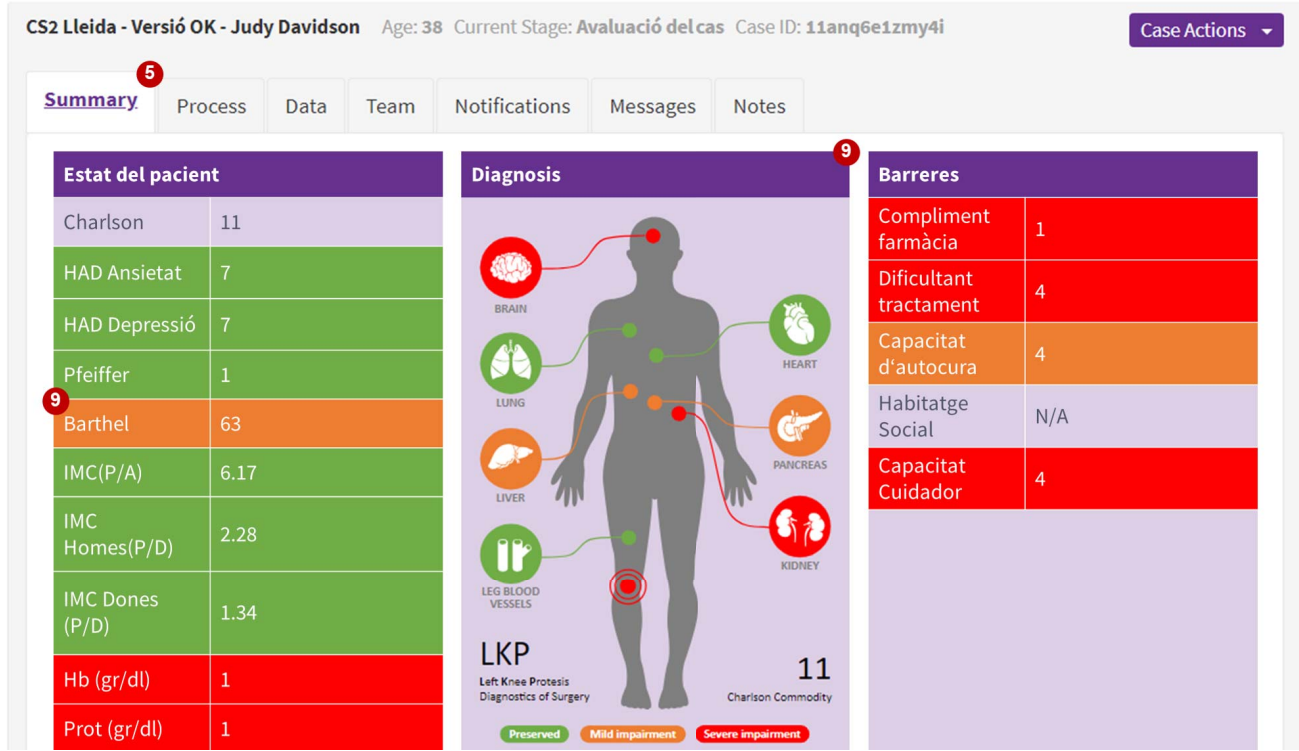 CS2 Lleida - Versió OK - Judy Davidson Age: 38 Current Stage: Avaluació del cas Case ID: 11anq6e1zmy4i
Case Actions
5
Summary Process Data Team Notifications Messages Notes
Estat del pacient
Charlson 11
HAD Ansietat 7
HAD Depressió 7
Pfeiffer 1
9
Barthel 63
IMC(P/A) 6.17
IMC
Homes(P/D) 2.28
IMC Dones
(P/D) 1.34
Hb (gr/dl) 1
Prot (gr/dl) 1
Diagnosis
9
BRAIN
HEART
LUNG
PANCREAS
LIVER
KIDNEY
LEG BLOOD
VESSELS
LKP
Left Knee Protesis
Diagnostics of Surgery
11
Charlson Commodity
Preserved Mild impairment Severe impairment
Barreres
Compliment
farmàcia 1
Dificultant
tractament 4
Capacitat
d‘autocura 4
Habitatge
Social N/A
Capacitat
Cuidador 4